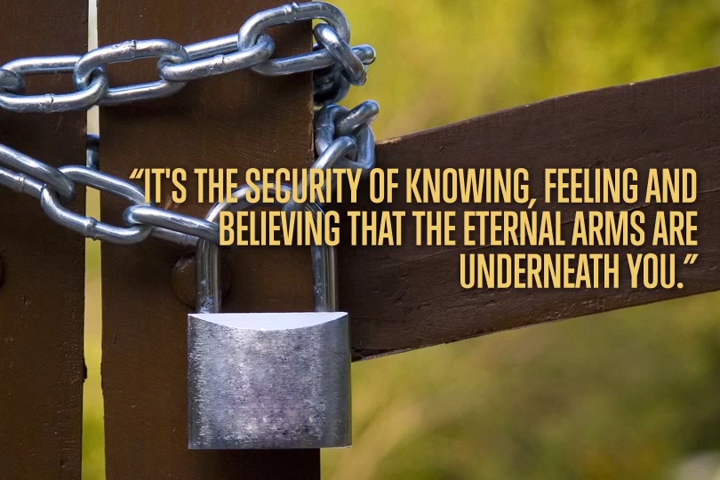 “IT'S THE SECURITY OF KNOWING, FEELING AND
BELIEVING THAT THE ETERNAL ARMS ARE
UNDERNEATH YOU.”